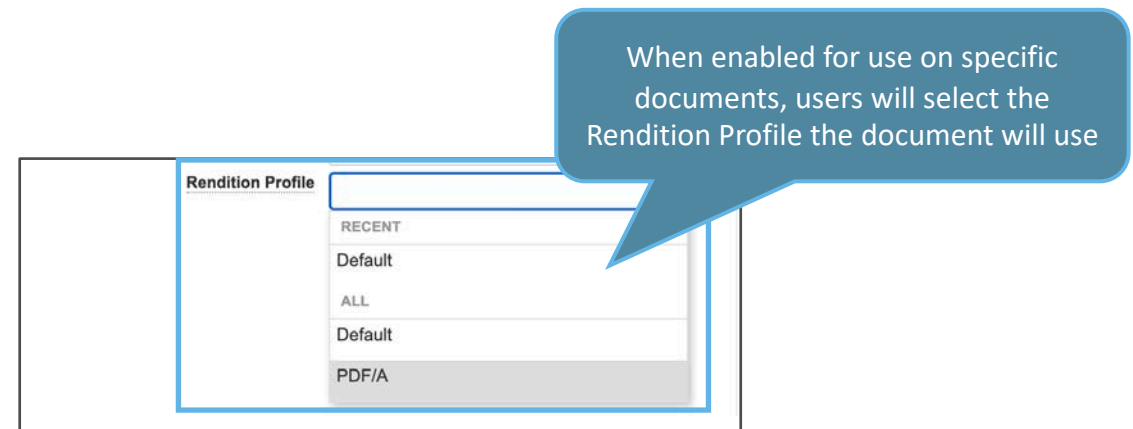 When enabled for use on specific
documents, users will select the
Rendition Profile the document will use
Rendition Profile
RECENT
Default
ALL
Default
PDF/A